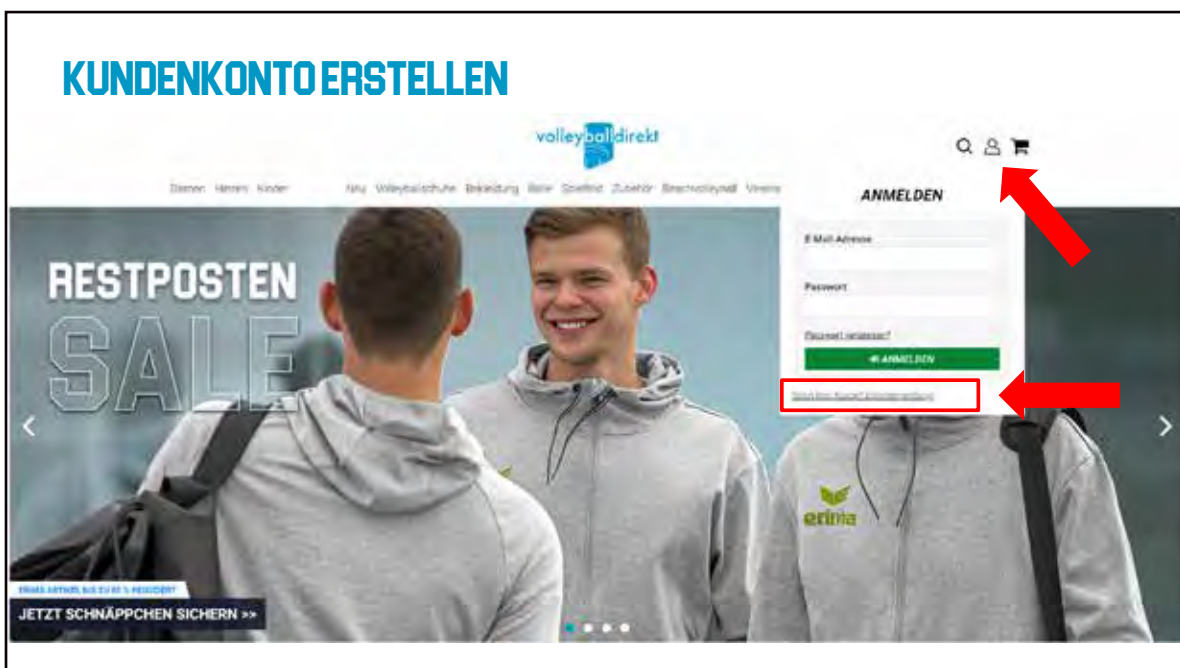 KUNDENKONTO ERSTELLEN
volleyballdirekt
Damen Herren Kinder Neu Volleyballschuhe Bekleidung Bälle Spielfeld Zubehör Beachvolleyball Vereine
ANMELDEN
E-Mail-Adresse
Passwort
Passwort vergessen?
ANMELDEN
RESTPOSTEN
SALE
erima
JETZT SCHNÄPPCHEN SICHERN >>